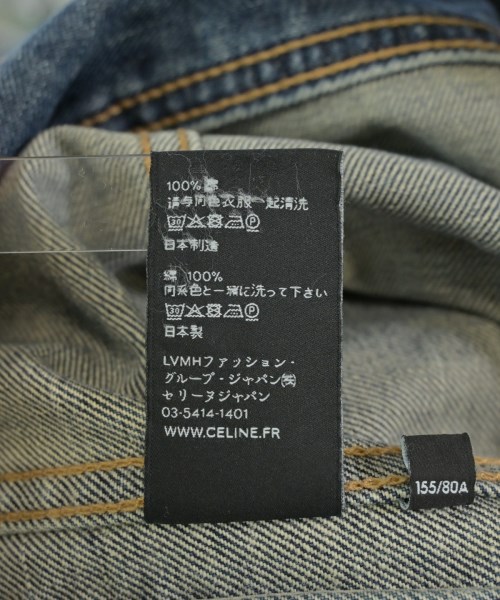 100% 棉
请与同色衣服一起清洗
30 P
日本制造
綿 100%
同系色と一緒に洗って下さい
30 P
日本製
LVMHファッション・
グループ・ジャパン㈱
セリーヌジャパン
03-5414-1401
WWW.CELINE.FR
155/80A